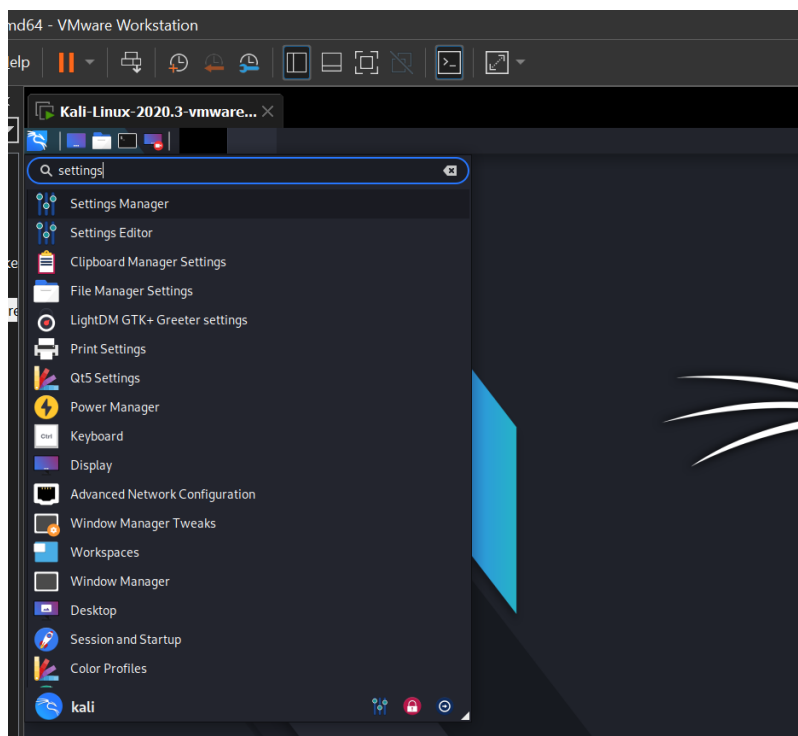 md64 - VMware Workstation
elp
Kali-Linux-2020.3-vmware...
settings
Settings Manager
Settings Editor
Clipboard Manager Settings
File Manager Settings
LightDM GTK+ Greeter settings
Print Settings
Qt5 Settings
Power Manager
Ctrl
Keyboard
Display
Advanced Network Configuration
Window Manager Tweaks
Workspaces
Window Manager
Desktop
Session and Startup
Color Profiles
kali